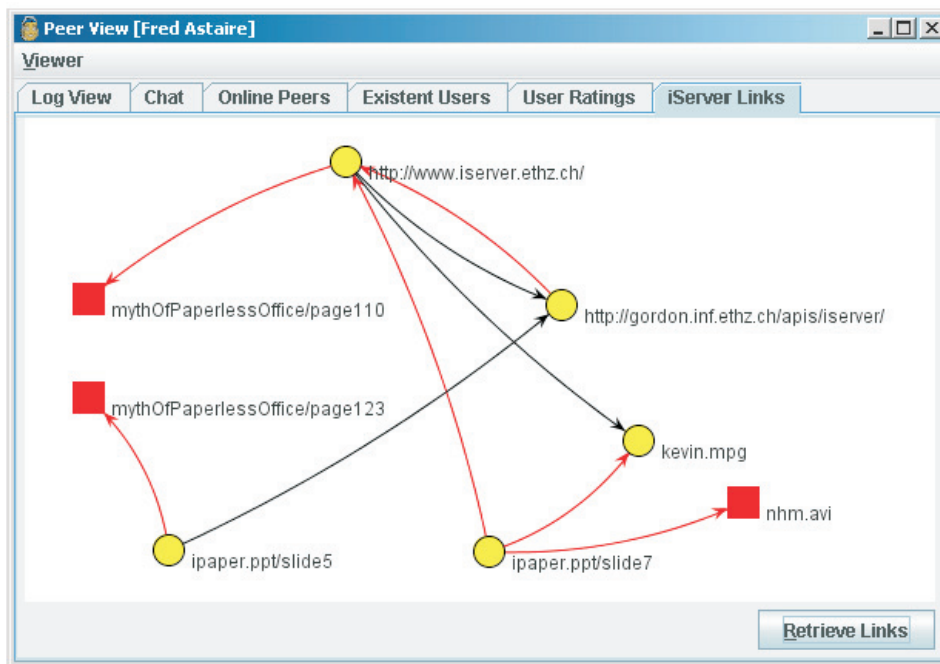 Peer View [Fred Astaire]
Viewer
Log View Chat Online Peers Existent Users User Ratings iServer Links
http://www.iserver.ethz.ch/
mythOfPaperlessOffice/page110
http://gordon.inf.ethz.ch/apis/iserver/
mythOfPaperlessOffice/page123
kevin.mpg
nhm.avi
ipaper.ppt/slide5
ipaper.ppt/slide7
Retrieve Links